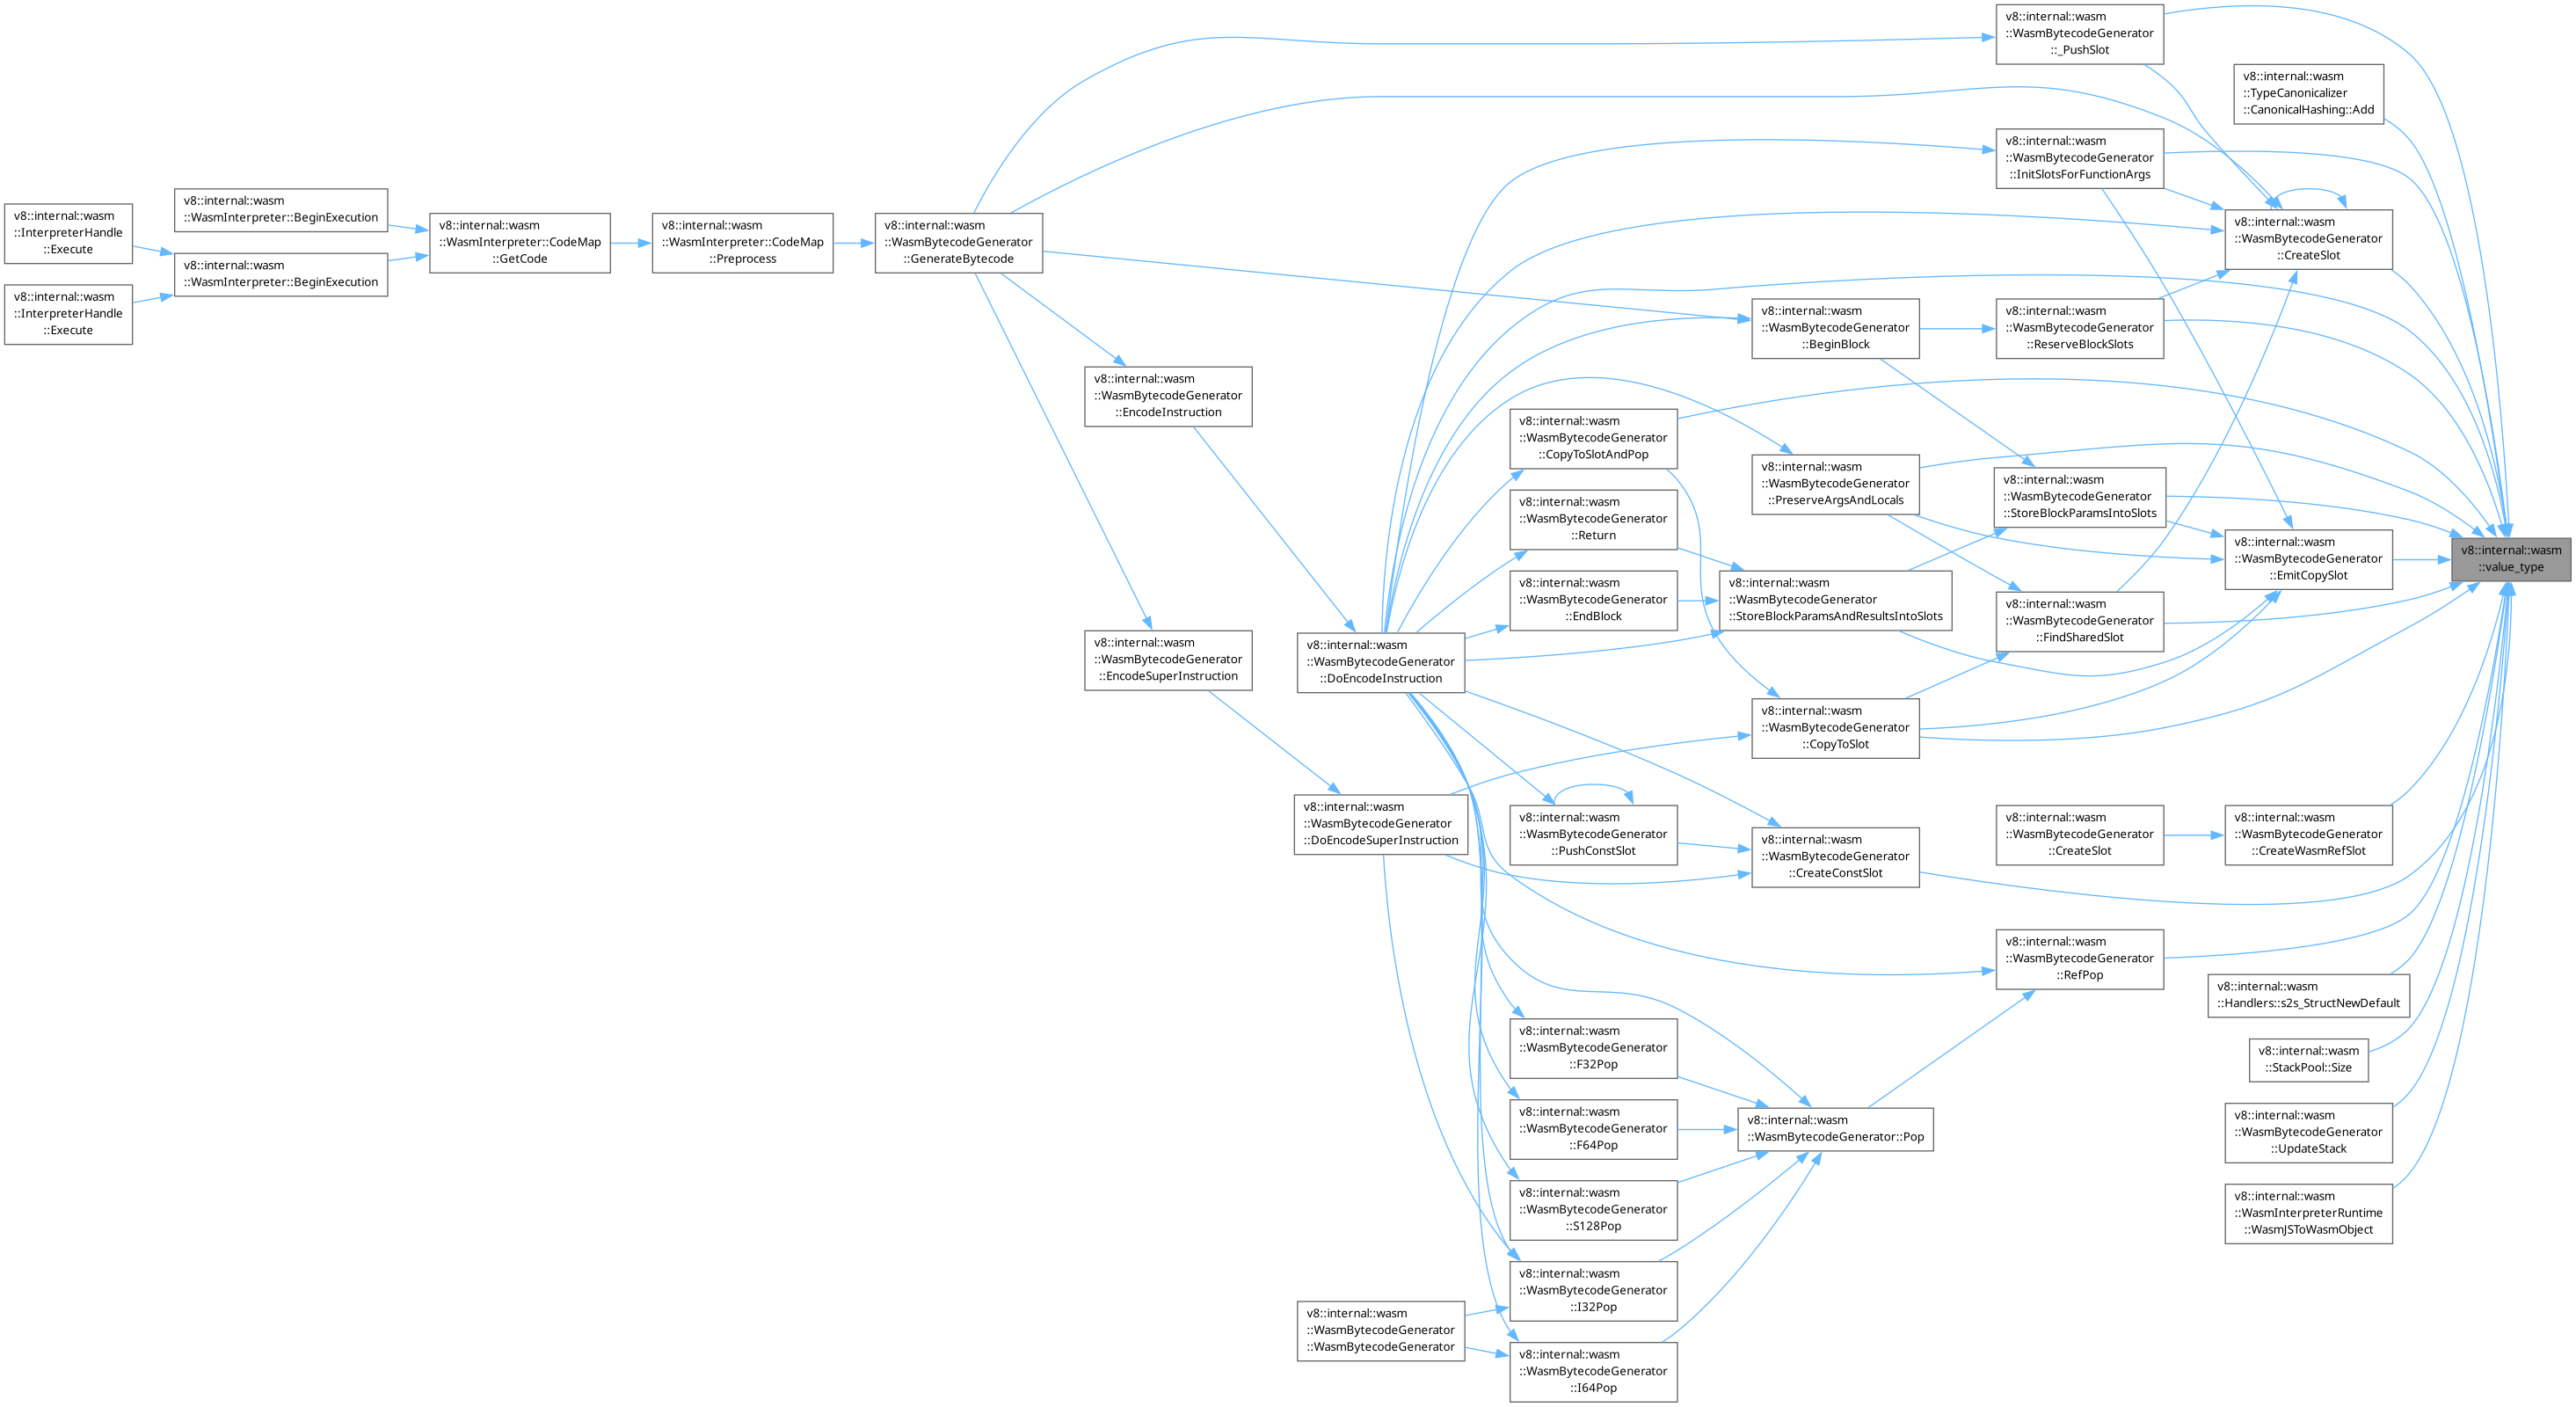 v8::internal::wasm
::InterpreterHandle
::Execute
v8::internal::wasm
::InterpreterHandle
::Execute
v8::internal::wasm
::WasmInterpreter::BeginExecution
v8::internal::wasm
::WasmInterpreter::BeginExecution
v8::internal::wasm
::WasmInterpreter::CodeMap
::GetCode
v8::internal::wasm
::WasmInterpreter::CodeMap
::Preprocess
v8::internal::wasm
::WasmBytecodeGenerator
::GenerateBytecode
v8::internal::wasm
::WasmBytecodeGenerator
::EncodeInstruction
v8::internal::wasm
::WasmBytecodeGenerator
::EncodeSuperInstruction
v8::internal::wasm
::WasmBytecodeGenerator
::DoEncodeInstruction
v8::internal::wasm
::WasmBytecodeGenerator
::DoEncodeSuperInstruction
v8::internal::wasm
::WasmBytecodeGenerator
::WasmBytecodeGenerator
v8::internal::wasm
::WasmBytecodeGenerator
::CopyToSlotAndPop
v8::internal::wasm
::WasmBytecodeGenerator
::Return
v8::internal::wasm
::WasmBytecodeGenerator
::EndBlock
v8::internal::wasm
::WasmBytecodeGenerator
::PushConstSlot
v8::internal::wasm
::WasmBytecodeGenerator
::F32Pop
v8::internal::wasm
::WasmBytecodeGenerator
::F64Pop
v8::internal::wasm
::WasmBytecodeGenerator
::S128Pop
v8::internal::wasm
::WasmBytecodeGenerator
::I32Pop
v8::internal::wasm
::WasmBytecodeGenerator
::I64Pop
v8::internal::wasm
::WasmBytecodeGenerator
::BeginBlock
v8::internal::wasm
::WasmBytecodeGenerator
::PreserveArgsAndLocals
v8::internal::wasm
::WasmBytecodeGenerator
::StoreBlockParamsAndResultsIntoSlots
v8::internal::wasm
::WasmBytecodeGenerator
::CopyToSlot
v8::internal::wasm
::WasmBytecodeGenerator
::CreateConstSlot
v8::internal::wasm
::WasmBytecodeGenerator::Pop
v8::internal::wasm
::WasmBytecodeGenerator
::_PushSlot
v8::internal::wasm
::WasmBytecodeGenerator
::InitSlotsForFunctionArgs
v8::internal::wasm
::WasmBytecodeGenerator
::ReserveBlockSlots
v8::internal::wasm
::WasmBytecodeGenerator
::StoreBlockParamsIntoSlots
v8::internal::wasm
::WasmBytecodeGenerator
::FindSharedSlot
v8::internal::wasm
::WasmBytecodeGenerator
::CreateSlot
v8::internal::wasm
::WasmBytecodeGenerator
::RefPop
v8::internal::wasm
::TypeCanonicalizer
::CanonicalHashing::Add
v8::internal::wasm
::WasmBytecodeGenerator
::CreateSlot
v8::internal::wasm
::WasmBytecodeGenerator
::EmitCopySlot
v8::internal::wasm
::WasmBytecodeGenerator
::CreateWasmRefSlot
v8::internal::wasm
::Handlers::s2s_StructNewDefault
v8::internal::wasm
::StackPool::Size
v8::internal::wasm
::WasmBytecodeGenerator
::UpdateStack
v8::internal::wasm
::WasmInterpreterRuntime
::WasmJSToWasmObject
v8::internal::wasm
::value_type